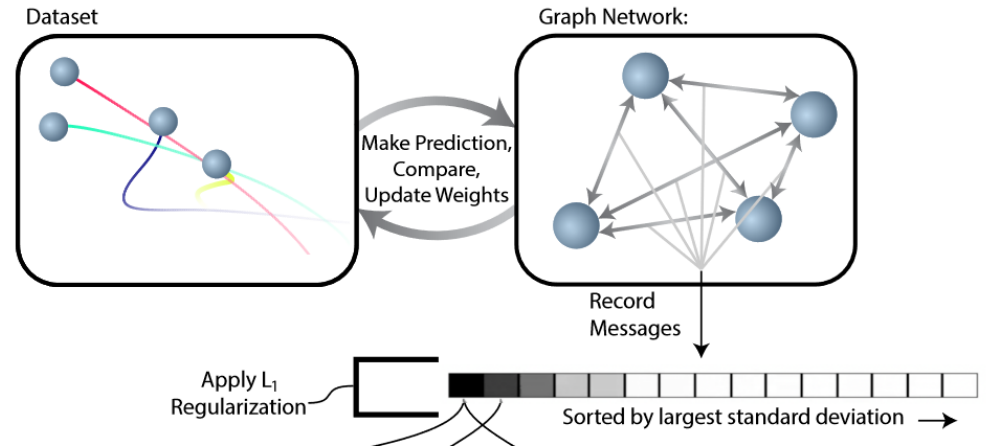 Dataset
Graph Network:
Make Prediction,
Compare,
Update Weights
Record
Messages
Apply L₁
Regularization
Sorted by largest standard deviation